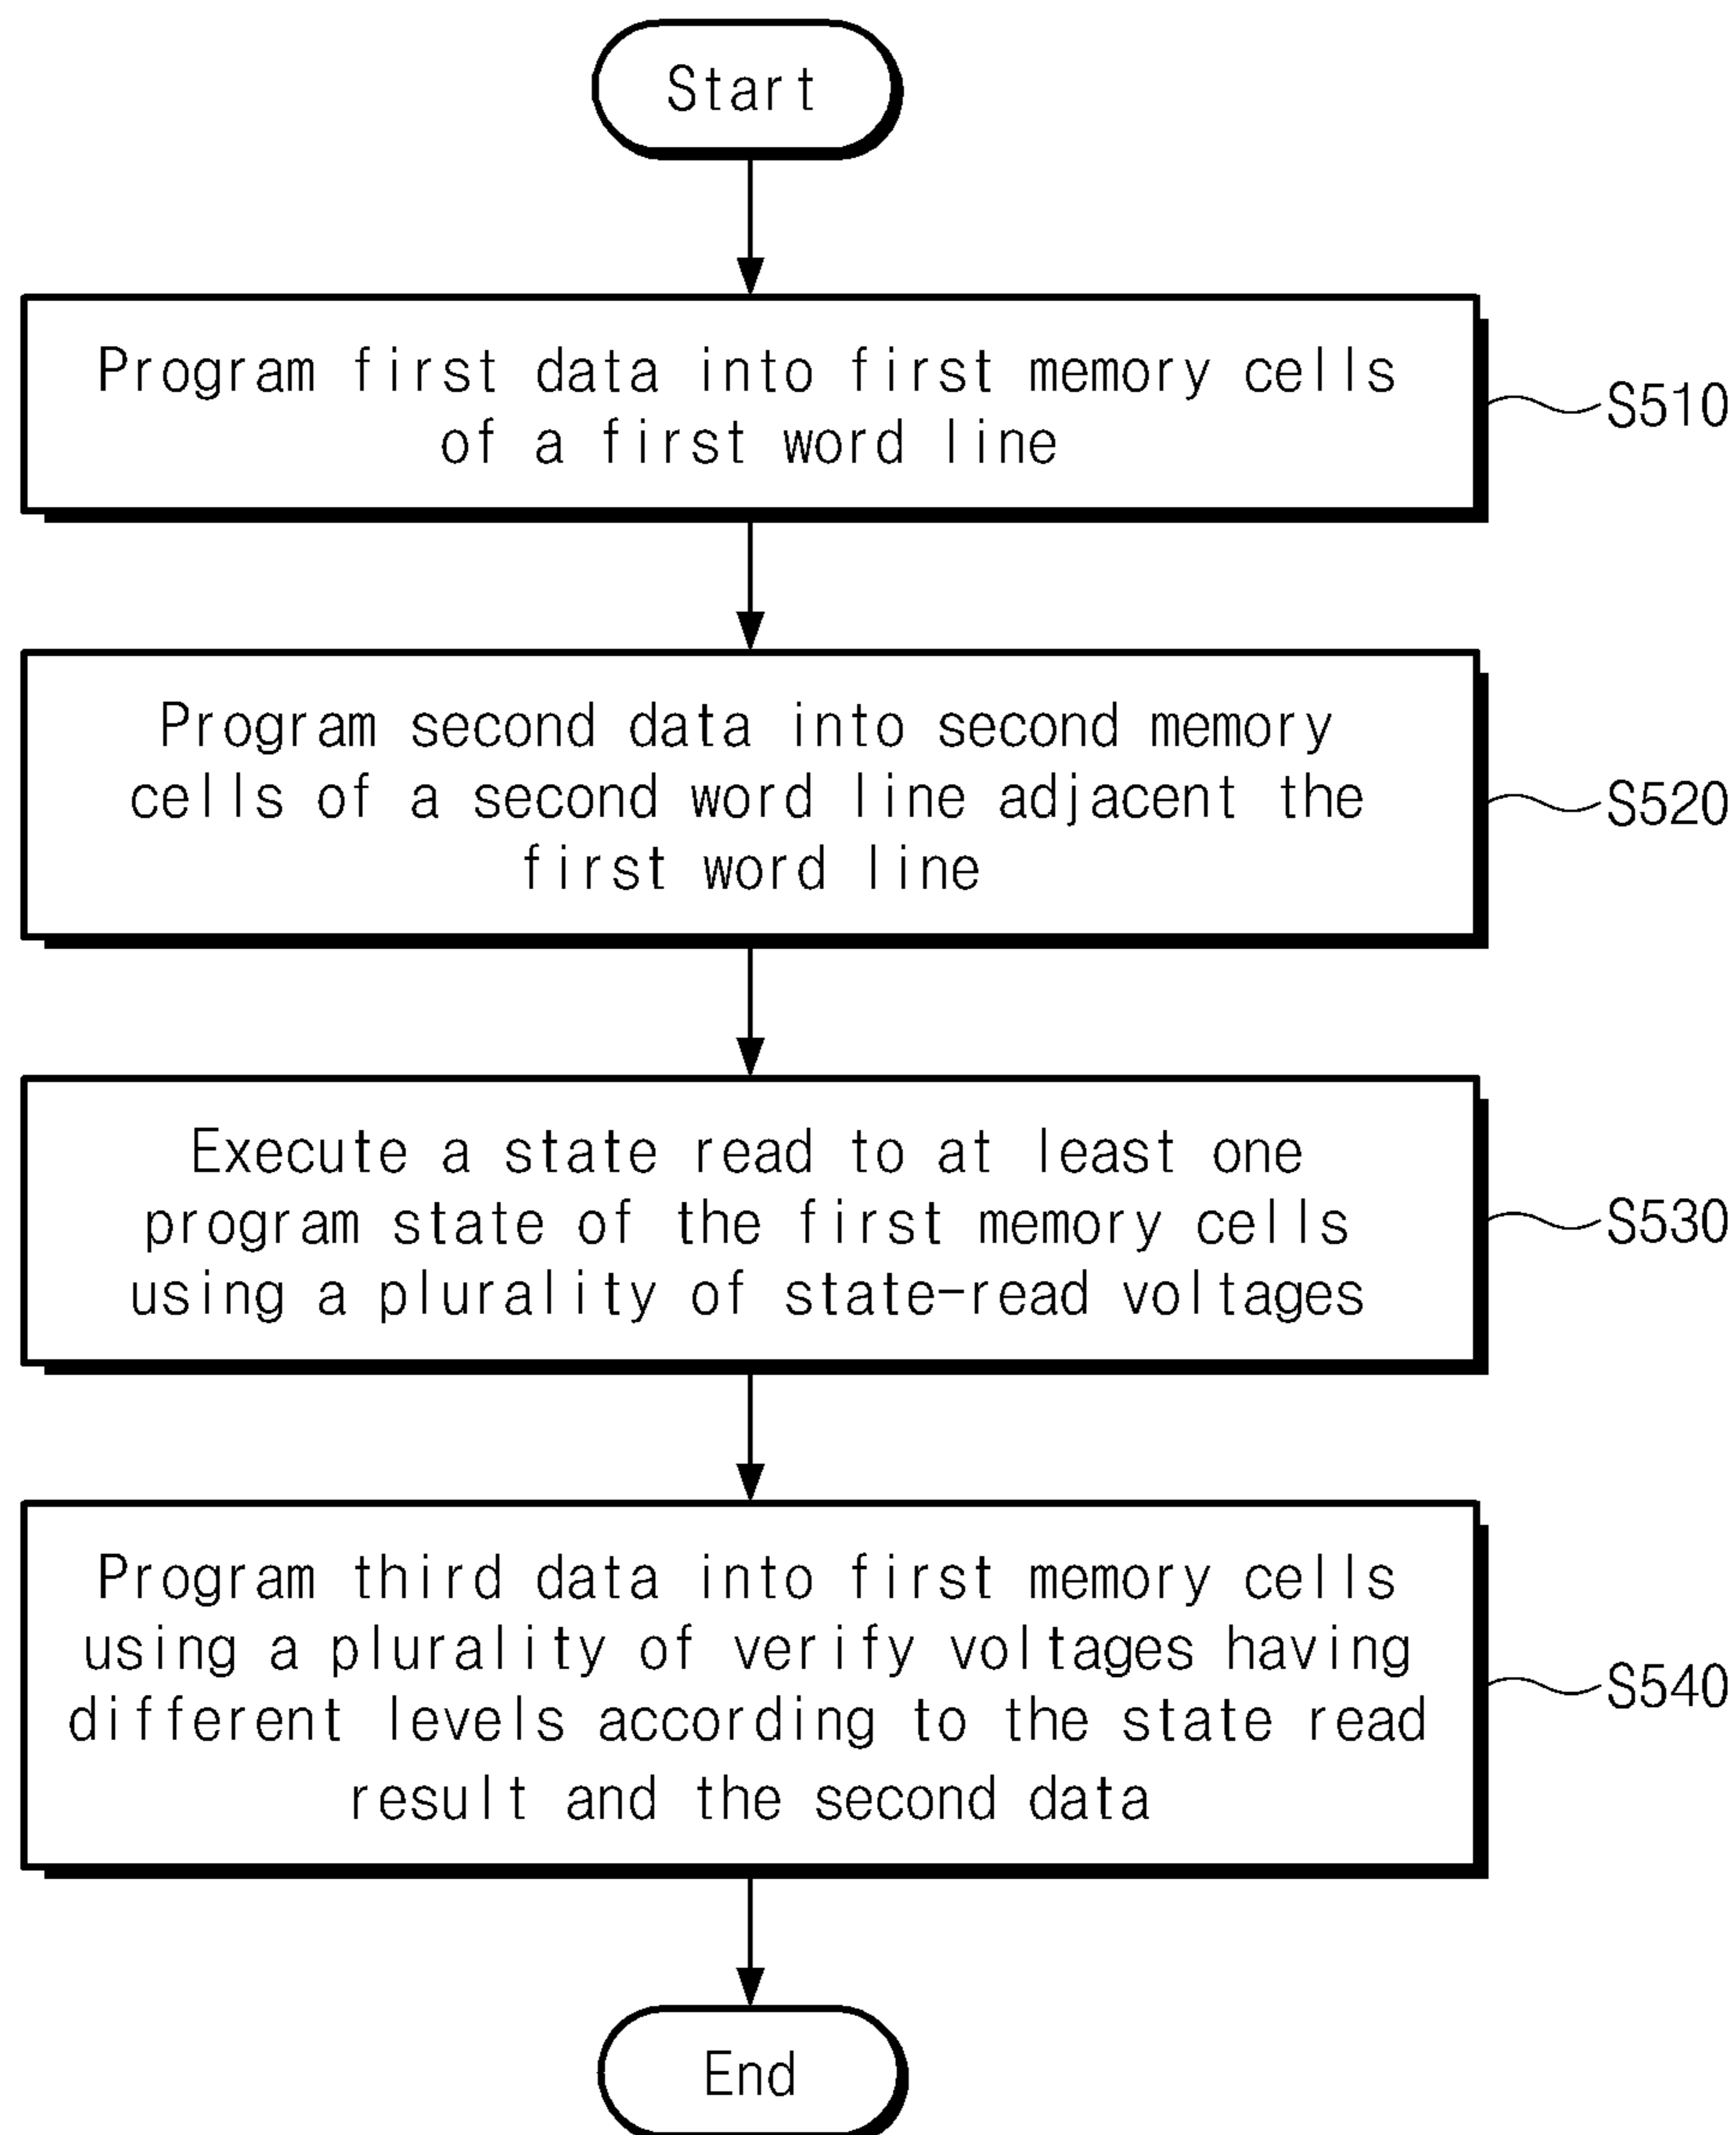 Start
Program first data into first memory cells
of a first word line
S510
Program second data into second memory
cells of a second word line adjacent the
first word line
S520
Execute a state read to at least one
program state of the first memory cells
using a plurality of state-read voltages
S530
Program third data into first memory cells
using a plurality of verify voltages having
different levels according to the state read
result and the second data
S540
End